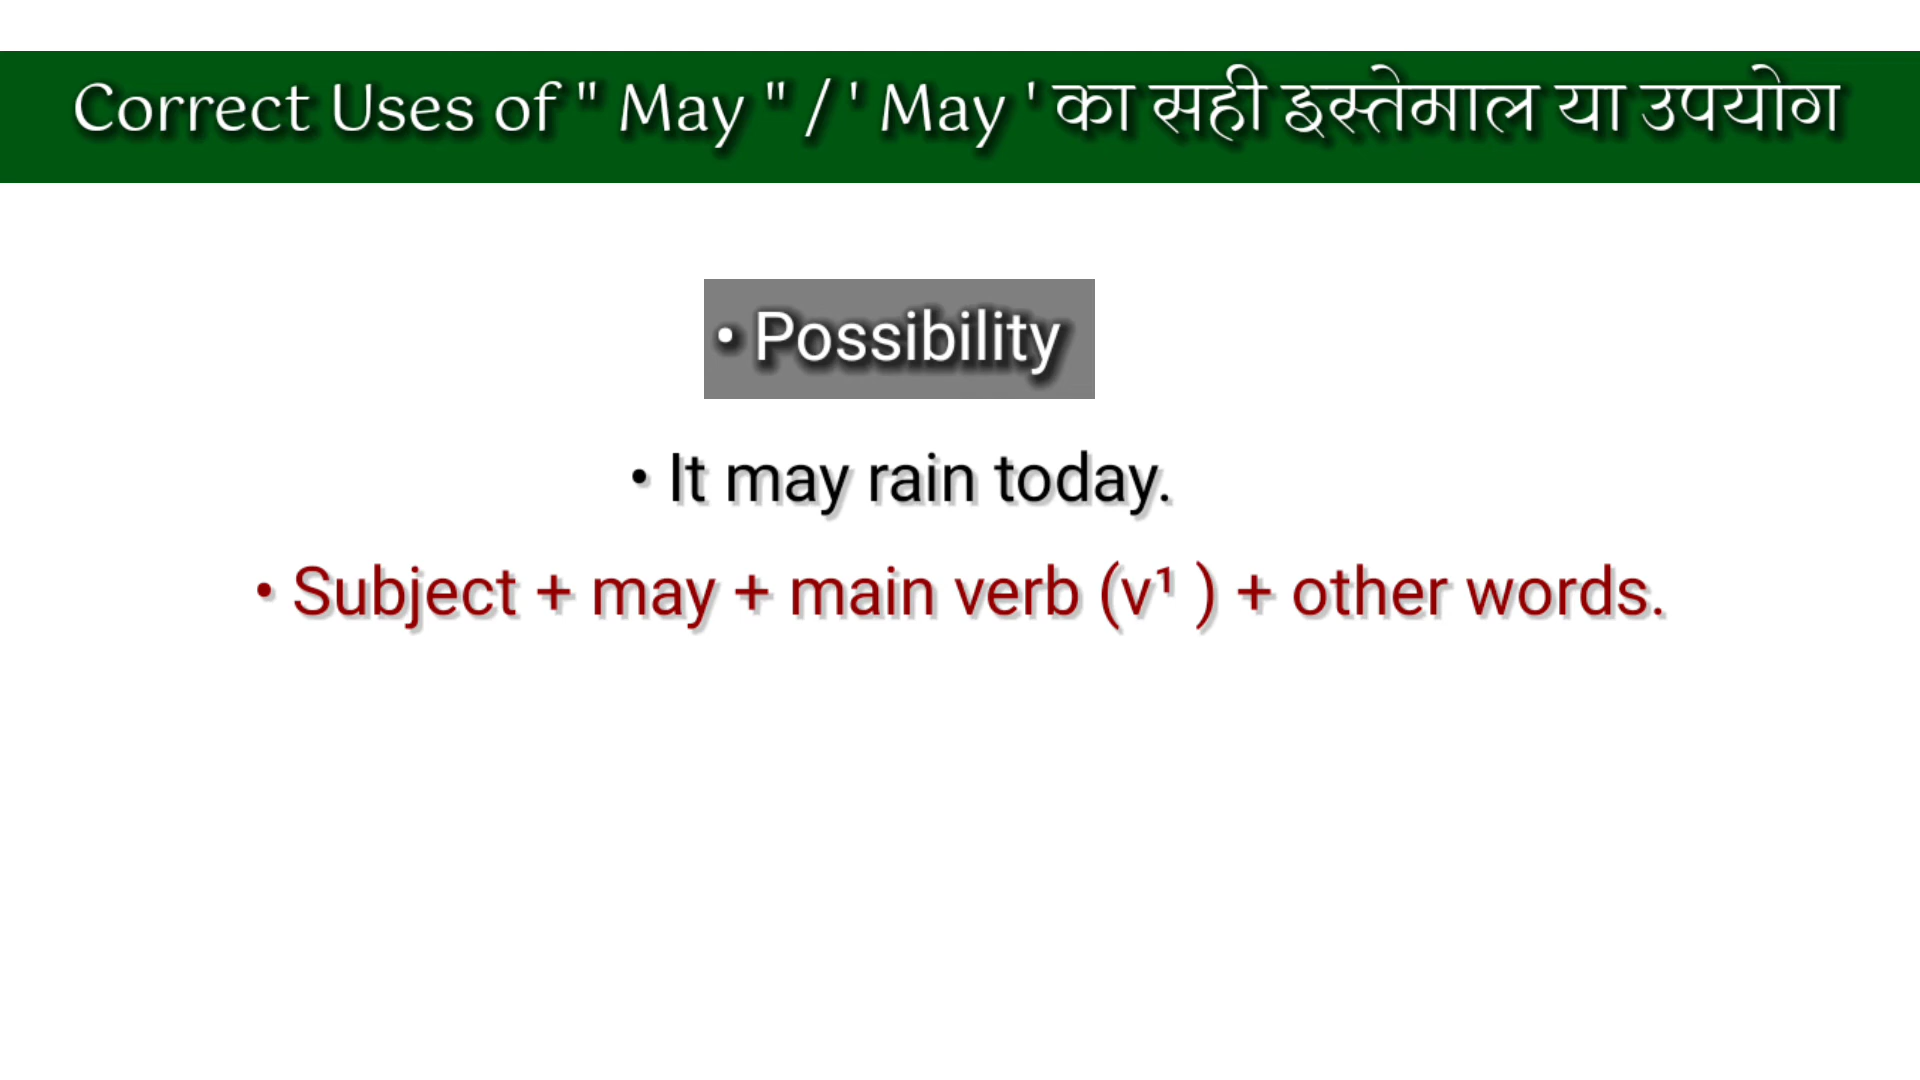 Correct Uses of " May " / ' May ' का सही इस्तेमाल या उपयोग
• Possibility
• It may rain today.
• Subject + may + main verb (v¹ ) + other words.